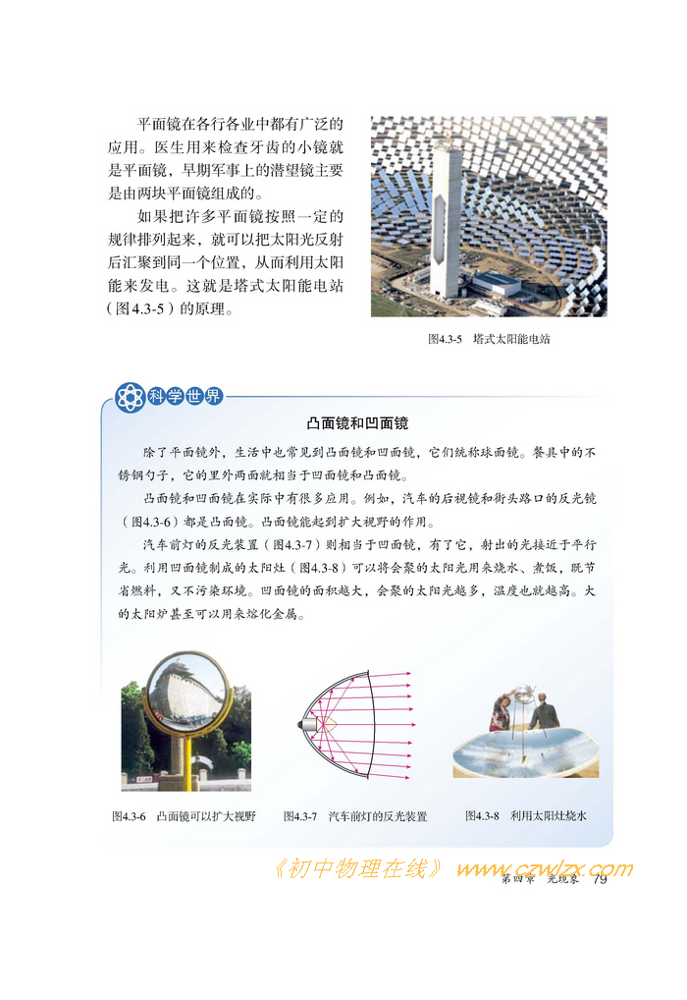 平面镜在各行各业中都有广泛的
应用。医生用来检查牙齿的小镜就
是平面镜，早期军事上的潜望镜主要
是由两块平面镜组成的。
如果把许多平面镜按照一定的
规律排列起来，就可以把太阳光反射
后汇聚到同一个位置，从而利用太阳
能来发电。这就是塔式太阳能电站
（图4.3-5）的原理。
图4.3-5 塔式太阳能电站
科学世界
凸面镜和凹面镜
除了平面镜外，生活中也常见到凸面镜和凹面镜，它们统称球面镜。餐具中的不
锈钢勺子，它的里外两面就相当于凹面镜和凸面镜。
凸面镜和凹面镜在实际中有很多应用。例如，汽车的后视镜和街头路口的反光镜
（图4.3-6）都是凸面镜。凸面镜能起到扩大视野的作用。
汽车前灯的反光装置（图4.3-7）则相当于凹面镜，有了它，射出的光接近于平行
光。利用凹面镜制成的太阳灶（图4.3-8）可以将会聚的太阳光用来烧水、煮饭，既节
省燃料，又不污染环境。凹面镜的面积越大，会聚的太阳光越多，温度也就越高。大
的太阳炉甚至可以用来熔化金属。
图4.3-6 凸面镜可以扩大视野
图4.3-7 汽车前灯的反光装置
图4.3-8 利用太阳灶烧水
《初中物理在线》 www.czwlzx.com
第四章 光现象 79